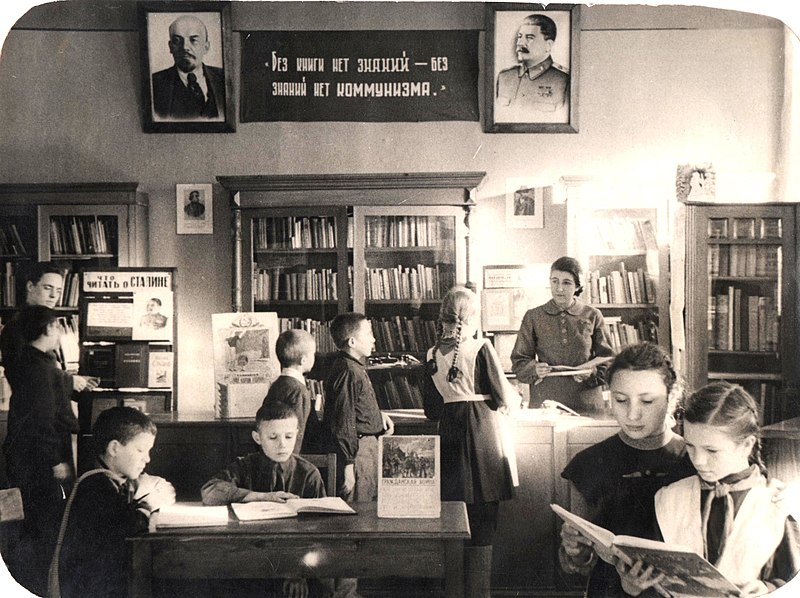 «Без книги нет знаний — без
знаний нет коммунизма.»
ЧТО
ЧИТАТЬ о СТАЛИНЕ
ГРАЖДАНСКАЯ ВОЙНА